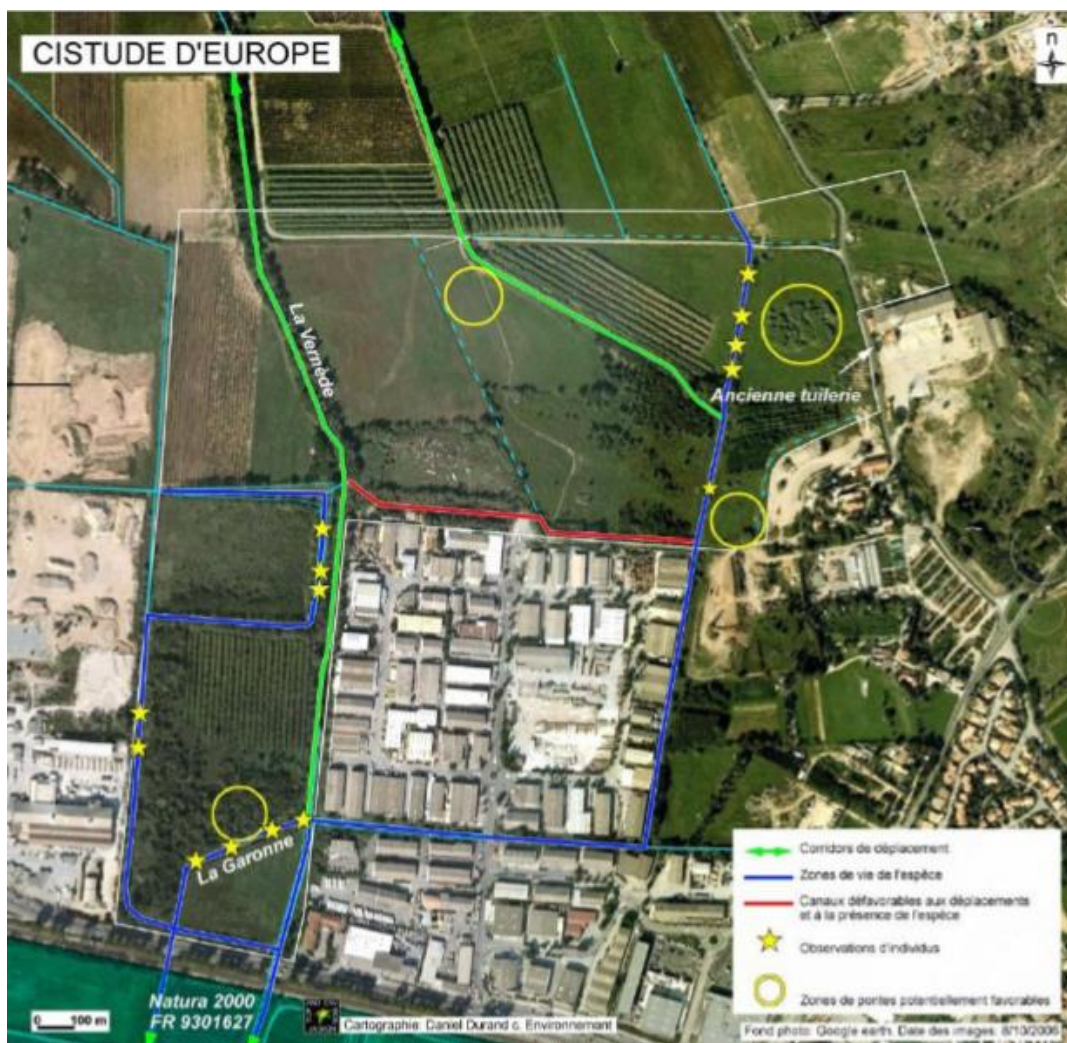 CISTUDE D'EUROPE
n
La Vernède
Ancienne tuilerie
La Garonne
Corridors de déplacement
Zones de vie de l'espèce
Canaux défavorables aux déplacements
et à la présence de l'espèce
Observations d'individus
Zones de pontes potentiellement favorables
Natura 2000
FR 9301627
0 100 m
Cartographie: Daniel Durand c. Environnement
Fond photo: Google earth. Date des images: 8/10/2006